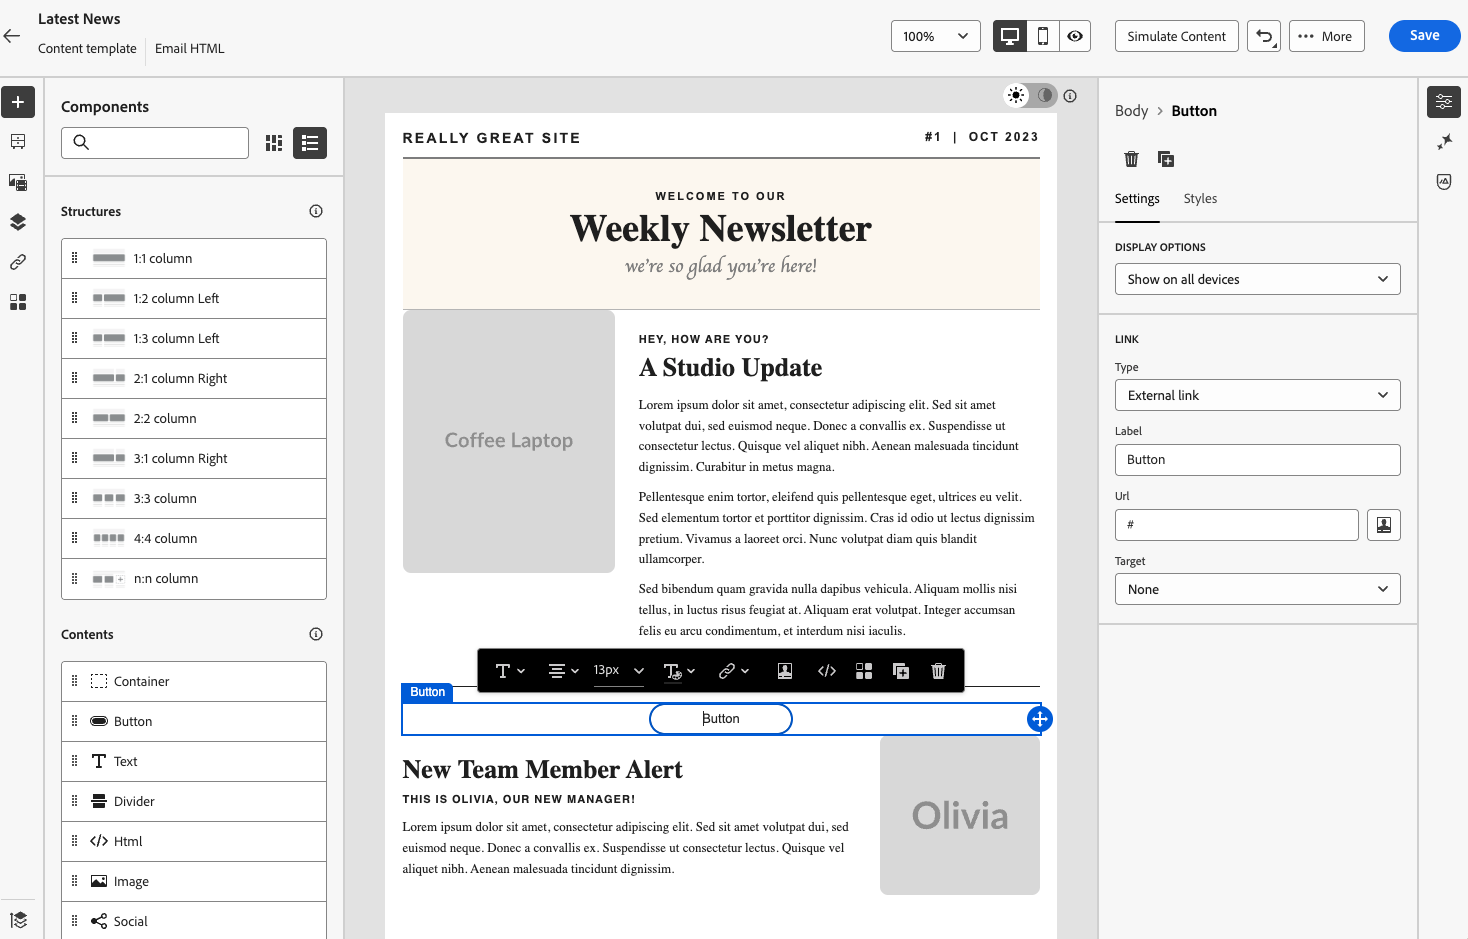 Latest News
Content template
Email HTML
100%
Simulate Content
More
Save
Components
Structures
1:1 column
1:2 column Left
1:3 column Left
2:1 column Right
2:2 column
3:1 column Right
3:3 column
4:4 column
n:n column
Contents
Container
Button
Text
Divider
Html
Image
Social
REALLY GREAT SITE
#1 | OCT 2023
WELCOME TO OUR
Weekly Newsletter
we're so glad you're here!
Coffee Laptop
HEY, HOW ARE YOU?
A Studio Update
Lorem ipsum dolor sit amet, consectetur adipiscing elit. Sed sit amet
volutpat dui, sed euismod neque. Donec a convallis ex. Suspendisse ut
consectetur lectus. Quisque vel aliquet nibh. Aenean malesuada tincidunt
dignissim. Curabitur in metus magna.
Pellentesque enim tortor, eleifend quis pellentesque eget, ultrices eu velit.
Sed elementum tortor et porttitor dignissim. Cras id odio ut lectus dignissim
pretium. Vivamus a laoreet orci. Nunc volutpat diam quis blandit
ullamcorper.
Sed bibendum quam gravida nulla dapibus vehicula. Aliquam mollis nisi
tellus, in luctus risus feugiat at. Aliquam erat volutpat. Integer accumsan
felis eu arcu condimentum, et interdum nisi iaculis.
13px
Button
Button
New Team Member Alert
THIS IS OLIVIA, OUR NEW MANAGER!
Lorem ipsum dolor sit amet, consectetur adipiscing elit. Sed sit amet volutpat dui, sed
euismod neque. Donec a convallis ex. Suspendisse ut consectetur lectus. Quisque vel
aliquet nibh. Aenean malesuada tincidunt dignissim.
Olivia
Body > Button
Settings
Styles
DISPLAY OPTIONS
Show on all devices
LINK
Type
External link
Label
Button
Url
#
Target
None